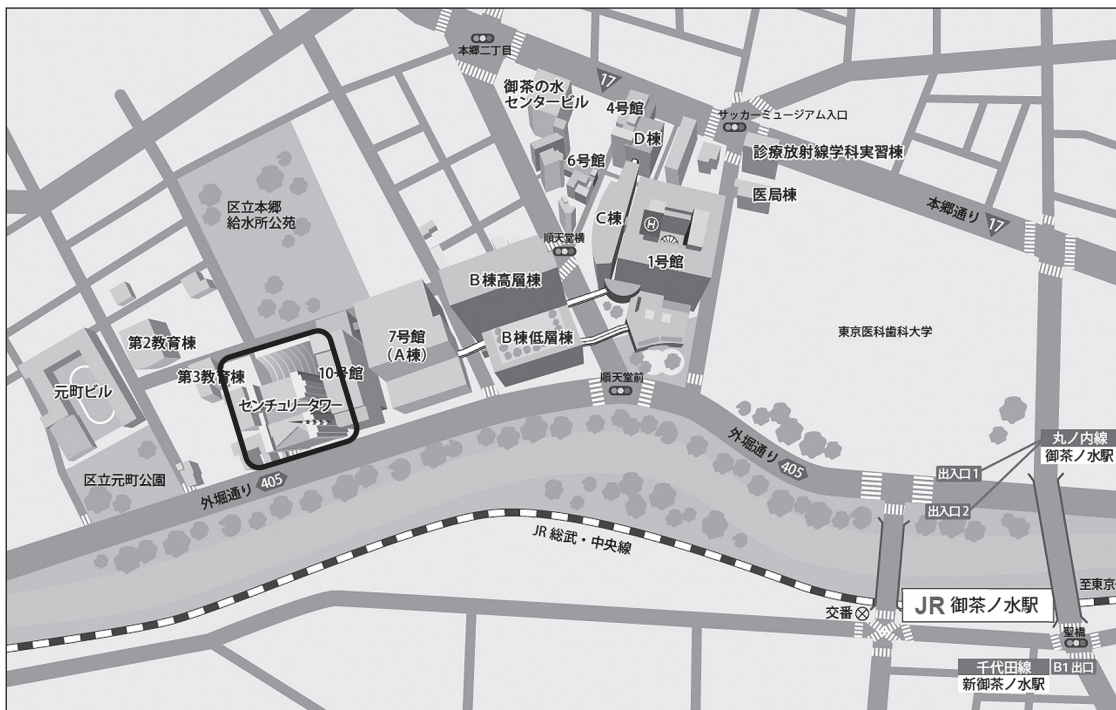 本郷二丁目
御茶の水
センタービル
17
4号館
サッカーミュージアム入口
D棟
診療放射線学科実習棟
6号館
医局棟
区立本郷
給水所公苑
C棟
H
本郷通り 17
順天堂横
1号館
B棟高層棟
東京医科歯科大学
7号館
(A棟)
B棟低層棟
第2教育棟
第3教育棟
10号館
順天堂前
元町ビル
センチュリータワー
外堀通り 405
丸ノ内線
御茶ノ水駅
出入口1
出入口2
区立元町公園
外堀通り 405
JR 総武・中央線
至東京
JR 御茶ノ水駅
交番
聖橋
千代田線
新御茶ノ水駅
B1出口